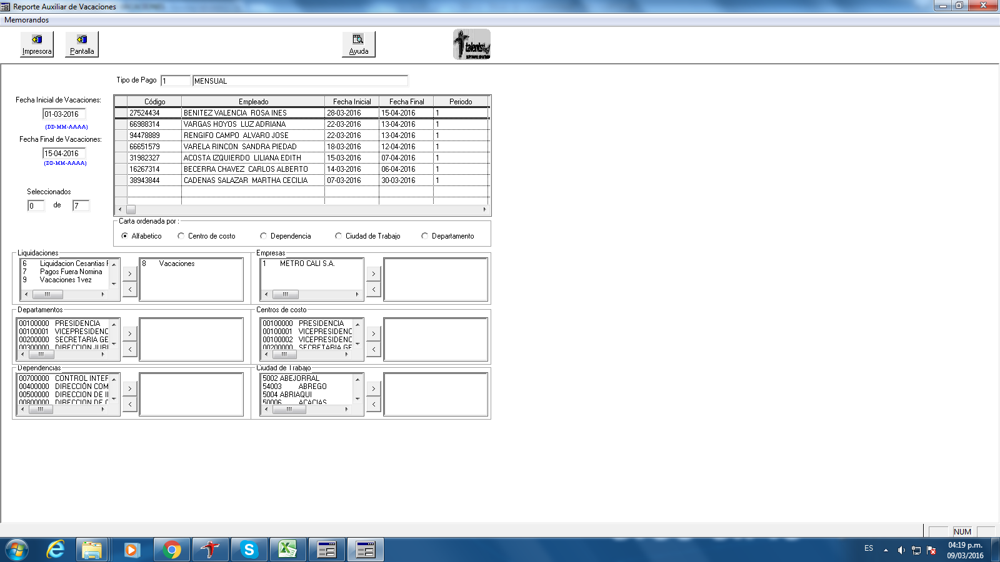 Reporte Auxiliar de Vacaciones
Memorandos
Impresora
Pantalla
Ayuda
talentos
Tipo de Pago 1 MENSUAL
Fecha Inicial de Vacaciones:
01-03-2016
(DD-MM-AAAA)
Fecha Final de Vacaciones:
15-04-2016
(DD-MM-AAAA)
Seleccionados
0 de 7
Código Empleado Fecha Inicial Fecha Final Periodo
27524434 BENITEZ VALENCIA ROSA INES 28-03-2016 15-04-2016 1
66988314 VARGAS HOYOS LUZ ADRIANA 22-03-2016 13-04-2016 1
94478889 RENGIFO CAMPO ALVARO JOSE 22-03-2016 13-04-2016 1
66651579 VARELA RINCON SANDRA PIEDAD 18-03-2016 12-04-2016 1
31982327 ACOSTA IZQUIERDO LILIANA EDITH 15-03-2016 07-04-2016 1
16267314 BECERRA CHAVEZ CARLOS ALBERTO 14-03-2016 06-04-2016 1
38943844 CADENAS SALAZAR MARTHA CECILIA 07-03-2016 30-03-2016 1
Carta ordenada por :
Alfabetico Centro de costo Dependencia Ciudad de Trabajo Departamento
Liquidaciones
6 Liquidacion Cesantias F
7 Pagos Fuera Nomina
9 Vacaciones 1vez
>
<
8 Vacaciones
Empresas
1 METRO CALI S.A.
>
<
Departamentos
00100000 PRESIDENCIA
00100001 VICEPRESIDENC
00200000 SECRETARIA GE
00300000 DIRECCION JURI
>
<
Centros de costo
00100000 PRESIDENCIA
00100001 VICEPRESIDENC
00100002 VICEPRESIDENC
00200000 SECRETARIA GE
>
<
Dependencias
00700000 CONTROL INTER
00400000 DIRECCIÓN COM
00500000 DIRECCION DE II
00800000 DIRECCION DE C
>
<
Ciudad de Trabajo
5002 ABEJORRAL
54003 ABREGO
5004 ABRIAQUI
50006 ACACIAS
>
<
NUM
ES
04:19 p.m.
09/03/2016